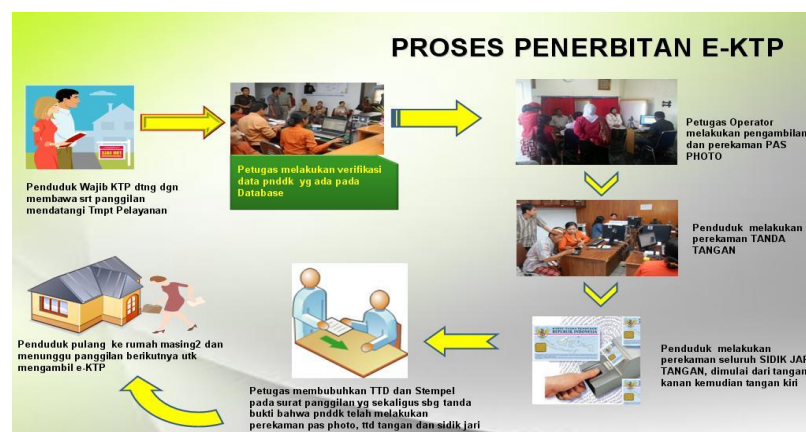 PROSES PENERBITAN E-KTP
Penduduk Wajib KTP dtng dgn
membawa srt panggilan
mendatangi Tmpt Pelayanan
Petugas melakukan verifikasi
data pnddk yg ada pada
Database
Petugas Operator
melakukan pengambilan
dan perekaman PAS
PHOTO
Penduduk melakukan
perekaman TANDA
TANGAN
Penduduk melakukan
perekaman seluruh SIDIK JAR
TANGAN, dimulai dari tangan
kanan kemudian tangan kiri
REPUBLIK INDONESIA
Petugas membubuhkan TTD dan Stempel
pada surat panggilan yg sekaligus sbg tanda
bukti bahwa pnddk telah melakukan
perekaman pas photo, ttd tangan dan sidik jari
Penduduk pulang ke rumah masing2 dan
menunggu panggilan berikutnya utk
mengambil e-KTP